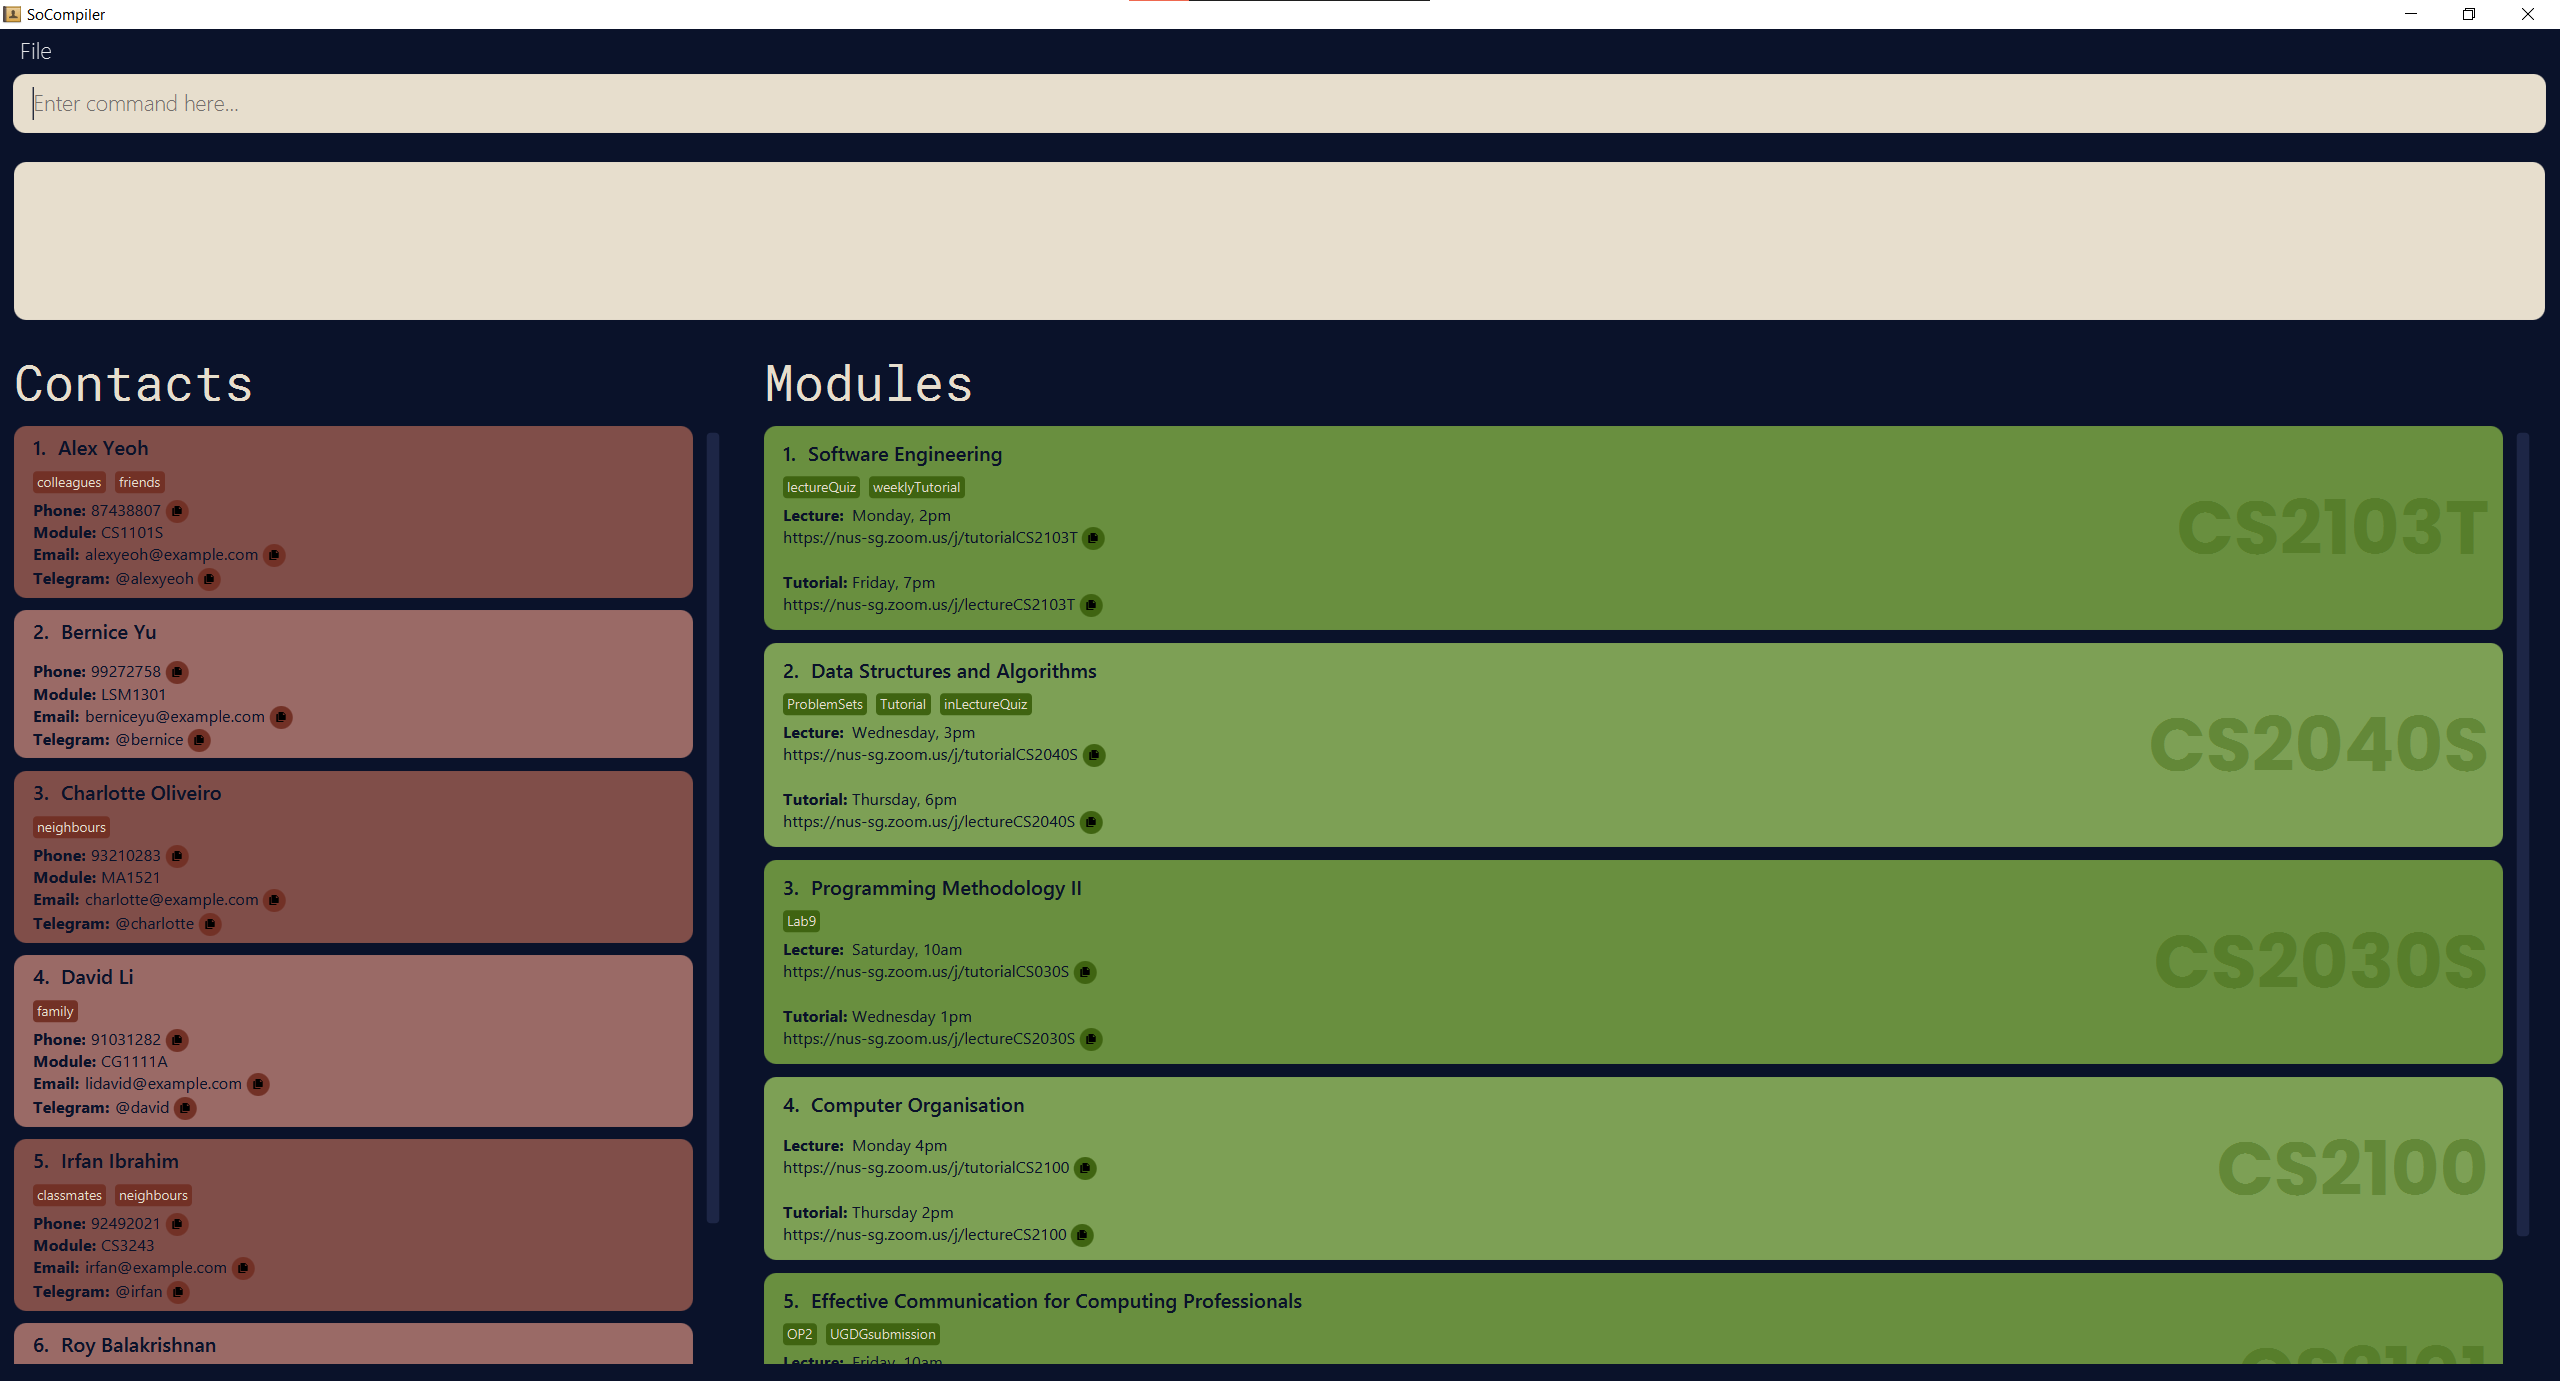 SoCompiler
File
Enter command here...
Contacts
1. Alex Yeoh
colleagues friends
Phone: 87438807
Module: CS1101S
Email: alexyeoh@example.com
Telegram: @alexyeoh
2. Bernice Yu
Phone: 99272758
Module: LSM1301
Email: berniceyu@example.com
Telegram: @bernice
3. Charlotte Oliveiro
neighbours
Phone: 93210283
Module: MA1521
Email: charlotte@example.com
Telegram: @charlotte
4. David Li
family
Phone: 91031282
Module: CG1111A
Email: lidavid@example.com
Telegram: @david
5. Irfan Ibrahim
classmates neighbours
Phone: 92492021
Module: CS3243
Email: irfan@example.com
Telegram: @irfan
6. Roy Balakrishnan
Modules
1. Software Engineering
lectureQuiz weeklyTutorial
Lecture: Monday, 2pm
https://nus-sg.zoom.us/j/tutorialCS2103T
Tutorial: Friday, 7pm
https://nus-sg.zoom.us/j/lectureCS2103T
CS2103T
2. Data Structures and Algorithms
ProblemSets Tutorial inLectureQuiz
Lecture: Wednesday, 3pm
https://nus-sg.zoom.us/j/tutorialCS2040S
Tutorial: Thursday, 6pm
https://nus-sg.zoom.us/j/lectureCS2040S
CS2040S
3. Programming Methodology II
Lab9
Lecture: Saturday, 10am
https://nus-sg.zoom.us/j/tutorialCS030S
Tutorial: Wednesday 1pm
https://nus-sg.zoom.us/j/lectureCS2030S
CS2030S
4. Computer Organisation
Lecture: Monday 4pm
https://nus-sg.zoom.us/j/tutorialCS2100
Tutorial: Thursday 2pm
https://nus-sg.zoom.us/j/lectureCS2100
CS2100
5. Effective Communication for Computing Professionals
OP2 UGDGsubmission
Lecture: Friday, 10am
CS2101